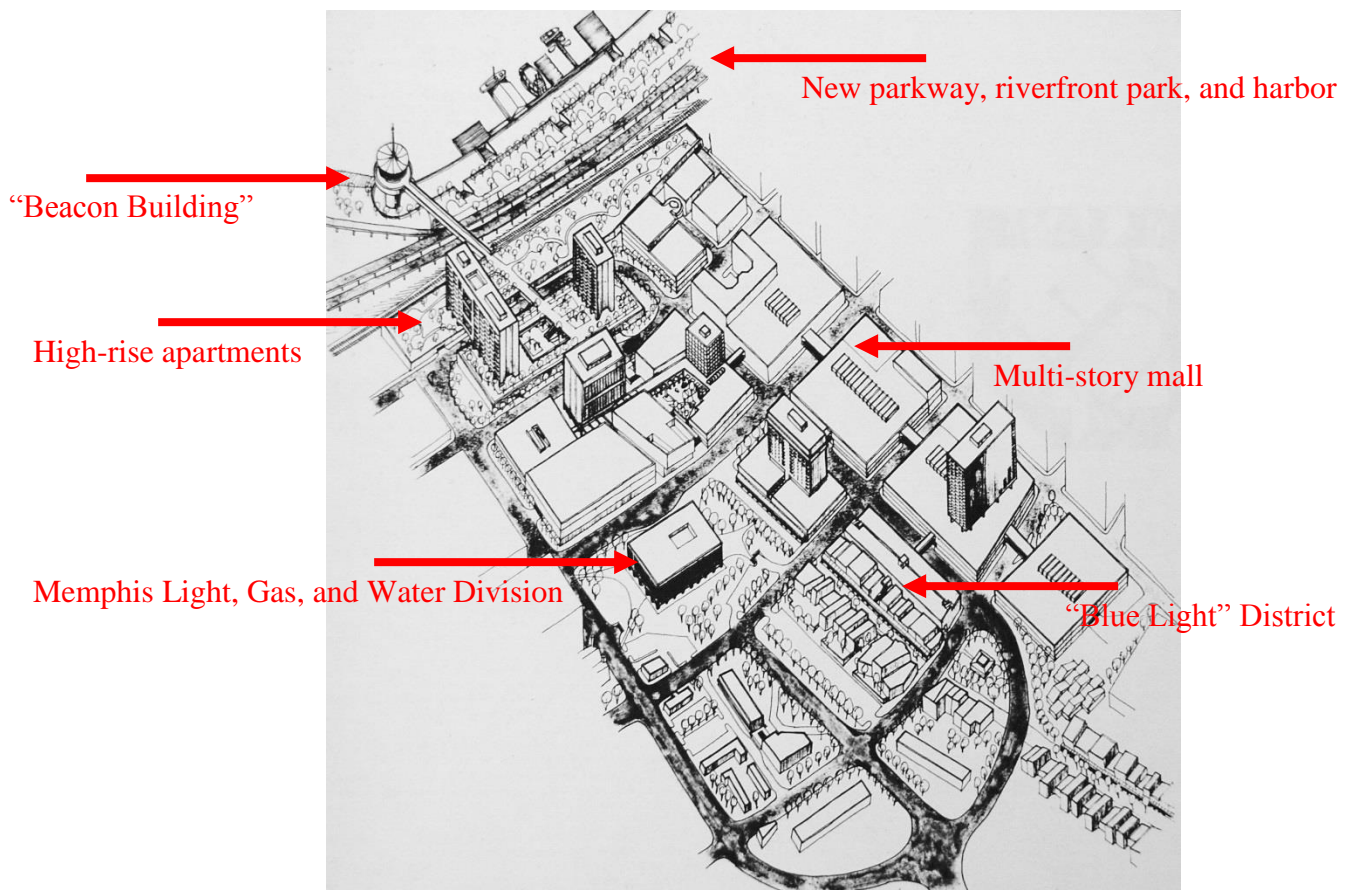 New parkway, riverfront park, and harbor
“Beacon Building”
High-rise apartments
Multi-story mall
Memphis Light, Gas, and Water Division
“Blue Light” District